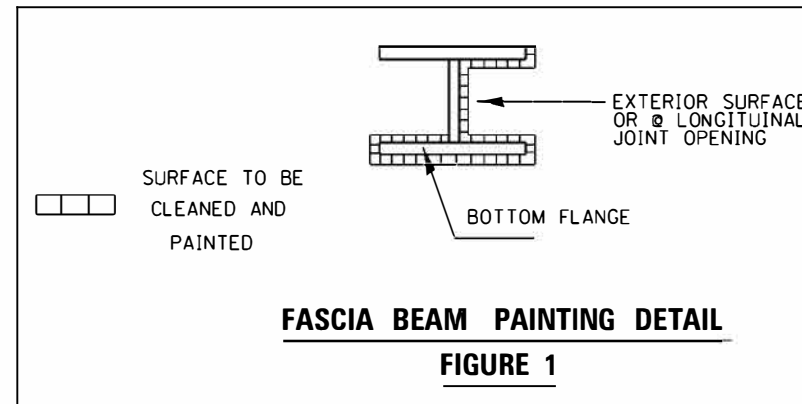 EXTERIOR SURFACE
OR @ LONGITUINAL
JOINT OPENING
SURFACE TO BE
CLEANED AND
PAINTED
BOTTOM FLANGE
FASCIA BEAM PAINTING DETAIL
FIGURE 1